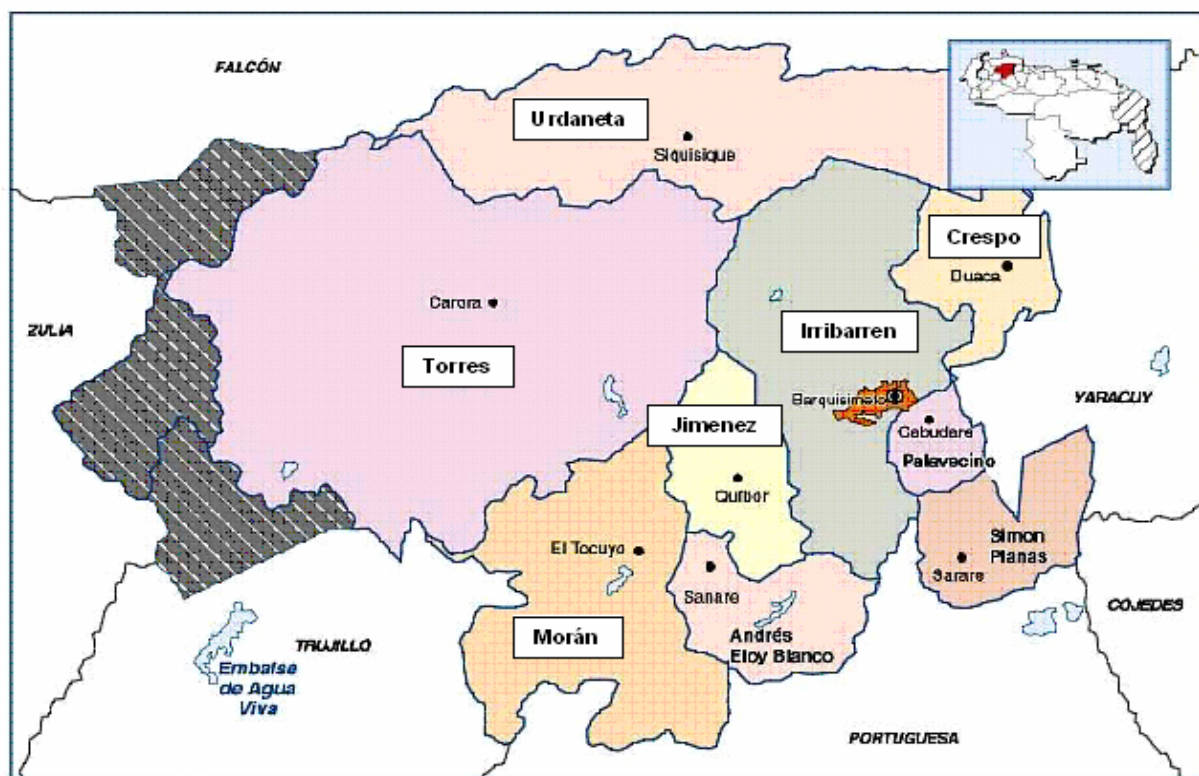 FALCÓN
Urdaneta
Siquisique
Crespo
Duaca
Carora
ZULIA
Irribarren
Torres
Barquisimeto
YARACUY
Jimenez
Cabudare
Palavecino
Quíbor
El Tocuyo
Simon
Planas
Sarare
Sanare
COJEDES
Morán
Andrés
Eloy Blanco
TRUJILLO
Embalse
de Agua
Viva
PORTUGUESA